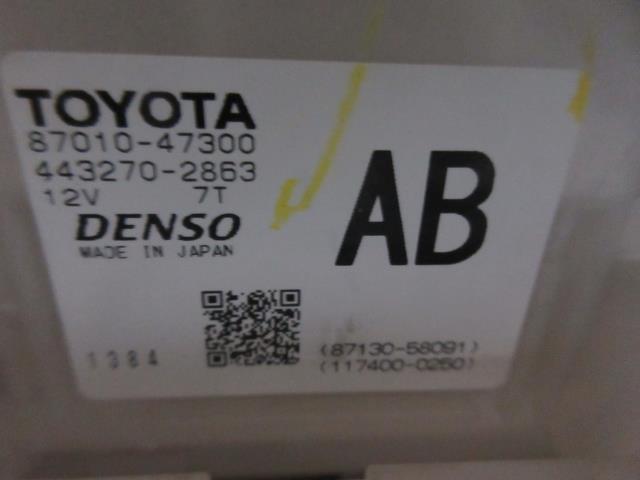 TOYOTA
87010-47300
443270-2863
12V 7T
DENSO
MADE IN JAPAN
AB
1384
(87130-58091)
(117400-0250)